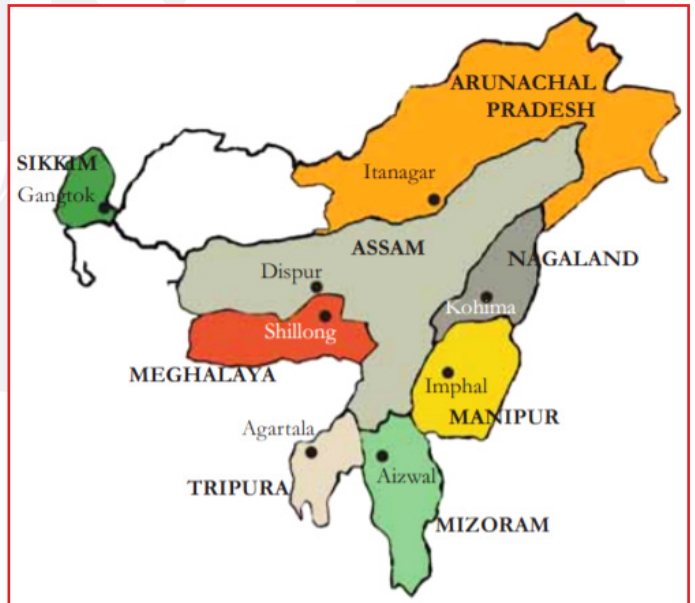 ARUNACHAL
PRADESH
SIKKIM
Itanagar
Gangtok
ASSAM
NAGALAND
Dispur
Kohima
Shillong
MEGHALAYA
Imphal
MANIPUR
Agartala
Aizwal
TRIPURA
MIZORAM